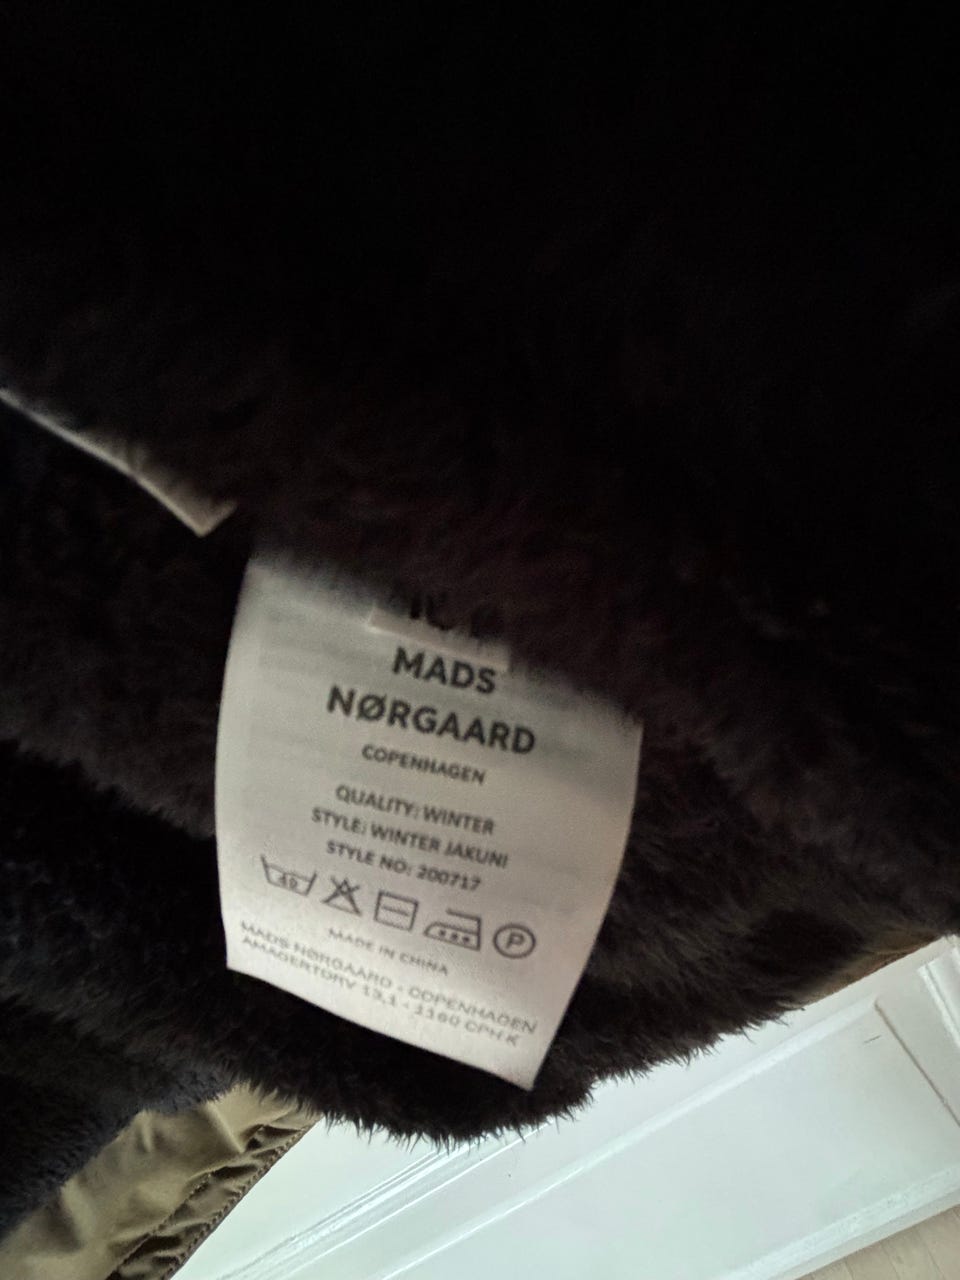 MADS
NØRGAARD
COPENHAGEN
QUALITY: WINTER
STYLE: WINTER JAKUNI
STYLE NO: 200717
40
P
MADE IN CHINA
MADS NØRGAARD - COPENHAGEN
AMAGERTORV 13,1 - 1160 CPH K